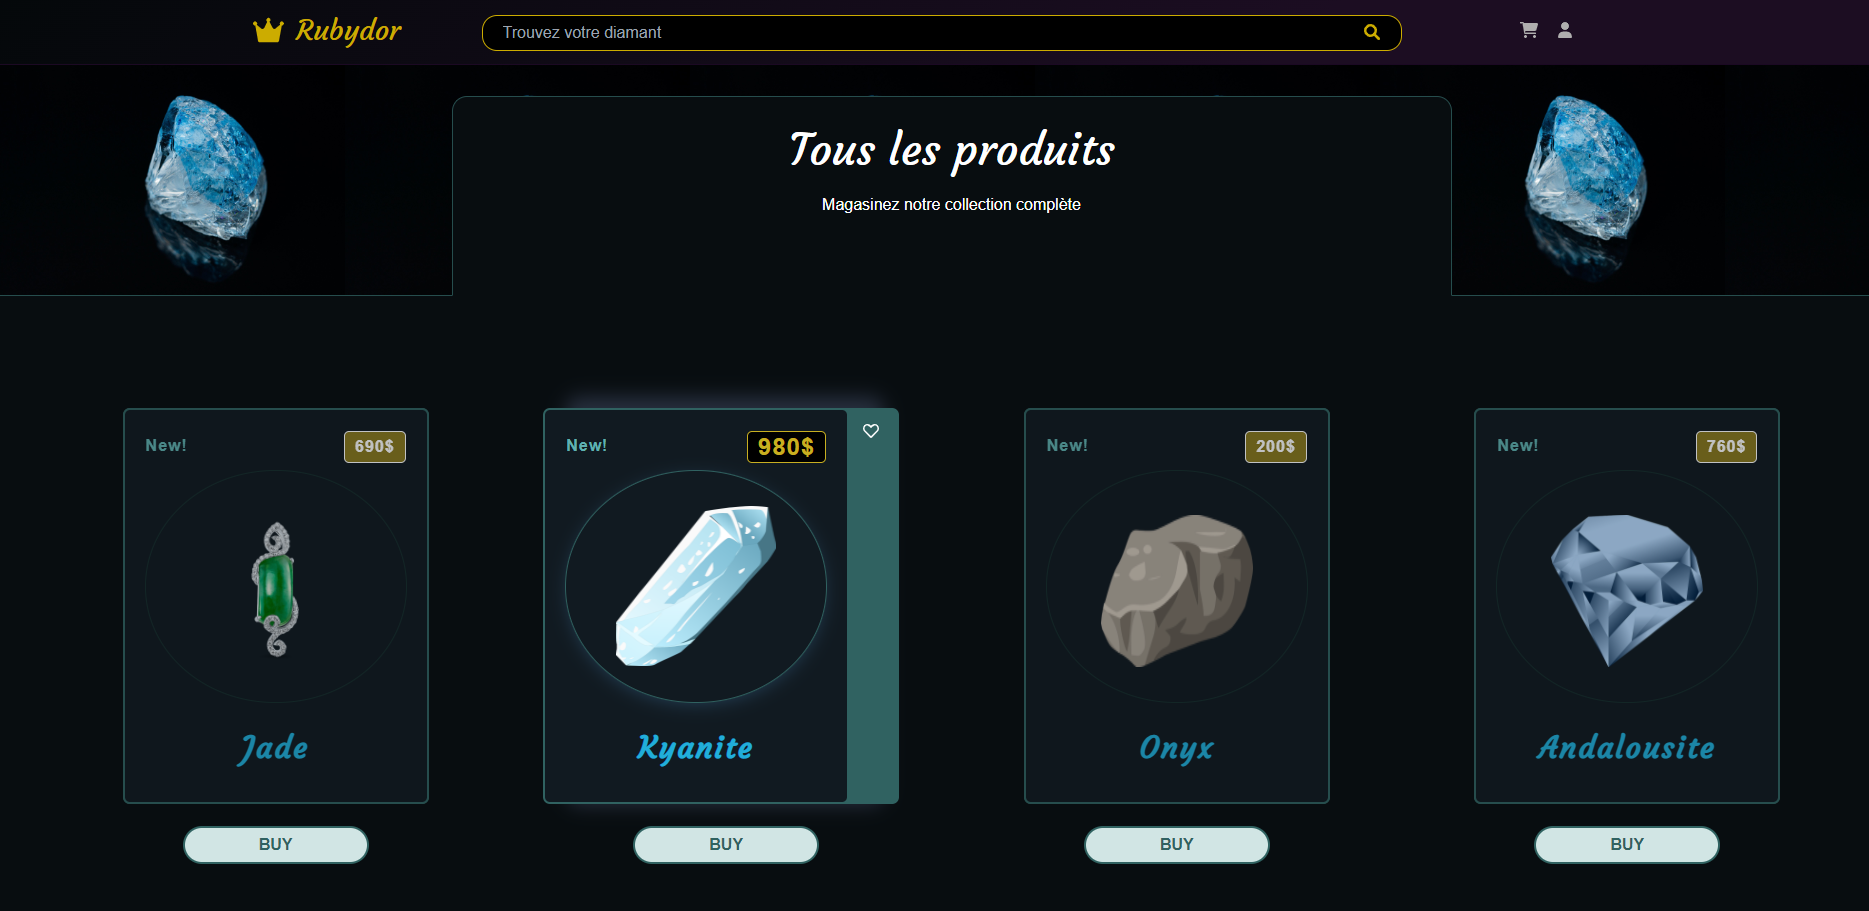 Rubydor
Trouvez votre diamant
Tous les produits
Magasinez notre collection complète
New! 690$
New! 980$
New! 200$
New! 760$
Jade
Kyanite
Onyx
Andalousite
BUY
BUY
BUY
BUY